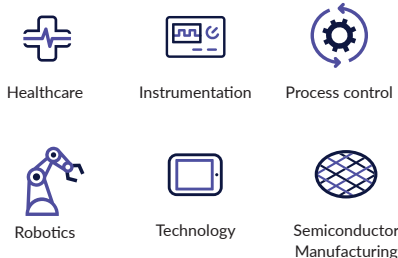 Healthcare
Instrumentation
Process control
Robotics
Technology
Semiconductor
Manufacturing